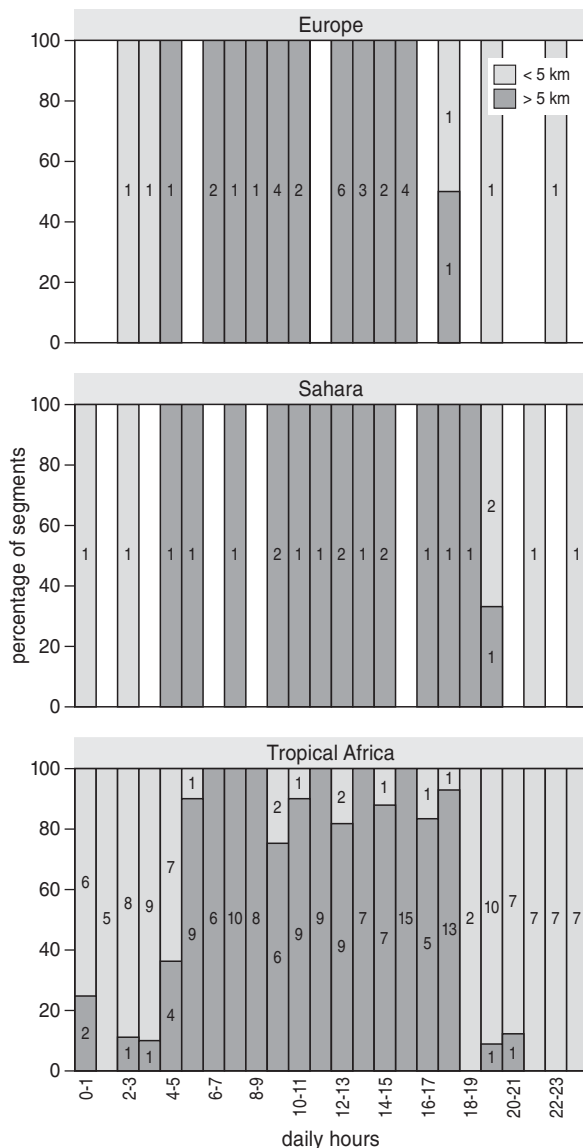 Europe
100
< 5 km
> 5 km
80
1
60
1 1 1 2 1 1 4 2 6 3 2 4 1 1
40
1
20
0
Sahara
100
80
2
60
1 1 1 1 1 2 1 1 2 1 2 1 1 1 1 1
40
20
1
0
percentage of segments
Tropical Africa
100
1 1 1 1 1
2 2
80
6 7
60
5 8 9 6 10 8 9 7 15 2 10 7 7 7 7
13
9 9 9 7 5
40
6
20
2 4
1 1 1 1
0
0-1 2-3 4-5 6-7 8-9 10-11 12-13 14-15 16-17 18-19 20-21 22-23
daily hours